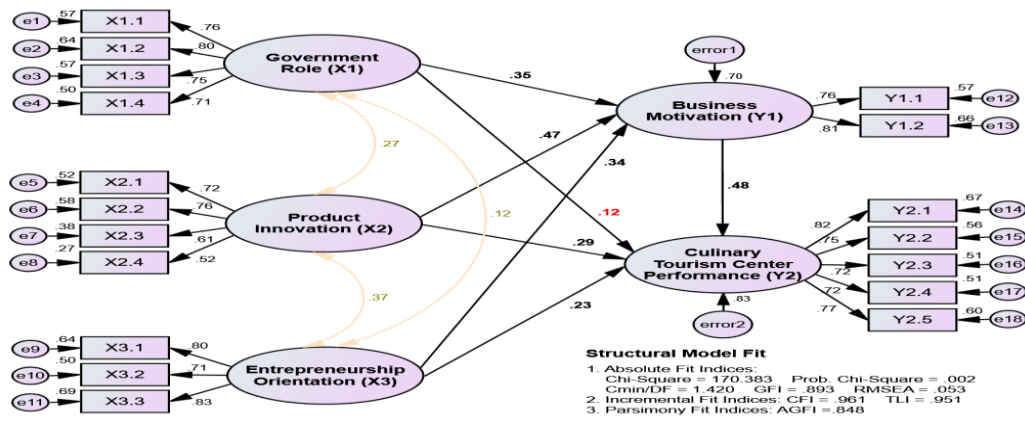 e1 .57 X1.1 .76
e2 .64 X1.2 .80
e3 .57 X1.3 .75
e4 .50 X1.4 .71
Government
Role (X1)
e5 .52 X2.1 .72
e6 .58 X2.2 .76
e7 .38 X2.3 .61
e8 .27 X2.4 .52
Product
Innovation (X2)
e9 .64 X3.1 .80
e10 .50 X3.2 .71
e11 .69 X3.3 .83
Entrepreneurship
Orientation (X3)
.27
.12
.37
.35
.47
.34
.12
.29
.23
.48
error1
.70
Business
Motivation (Y1)
.76 Y1.1 .57 e12
.81 Y1.2 .66 e13
Culinary
Tourism Center
Performance (Y2)
.83
error2
.82 Y2.1 .67 e14
.75 Y2.2 .56 e15
.72 Y2.3 .51 e16
.72 Y2.4 .51 e17
.77 Y2.5 .60 e18
Structural Model Fit
1. Absolute Fit Indices:
Chi-Square = 170.383 Prob. Chi-Square = .002
Cmin/DF = 1.420 GFI = .893 RMSEA = .053
2. Incremental Fit Indices: CFI = .961 TLI = .951
3. Parsimony Fit Indices: AGFI =.848